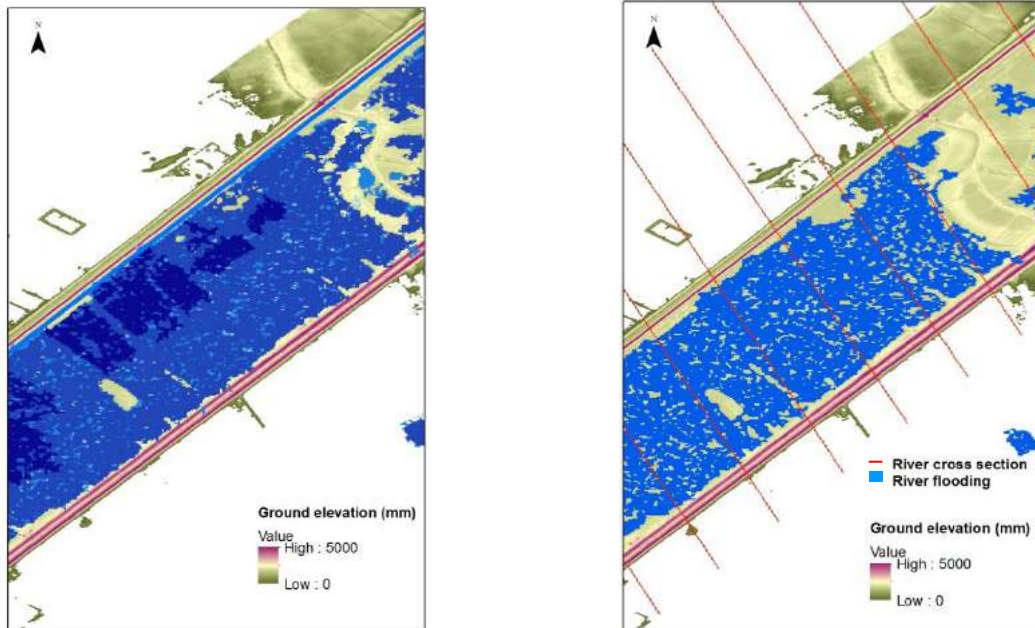 N
Ground elevation (mm)
Value
High : 5000
Low : 0
N
River cross section
River flooding
Ground elevation (mm)
Value
High : 5000
Low : 0